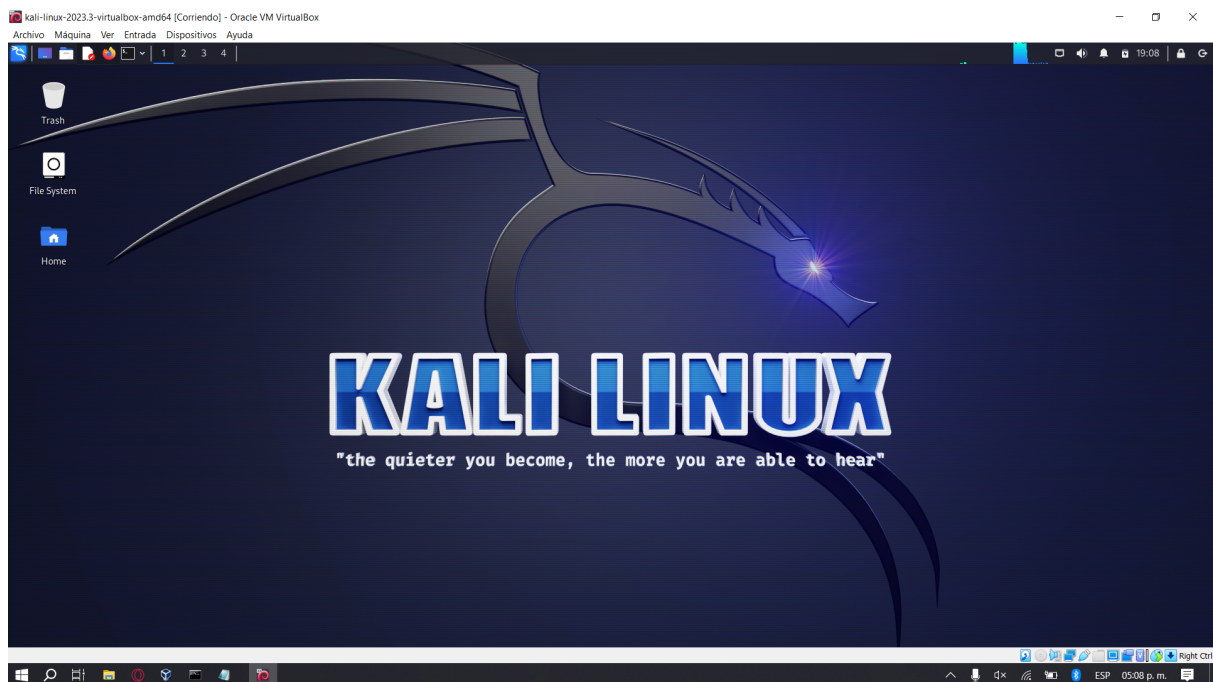 kali-linux-2023.3-virtualbox-amd64 [Corriendo] - Oracle VM VirtualBox
Archivo Máquina Ver Entrada Dispositivos Ayuda
1 2 3 4 19:08
Trash
File System
Home
KALI LINUX
"the quieter you become, the more you are able to hear"
Right Ctrl
ESP 05:08 p. m.